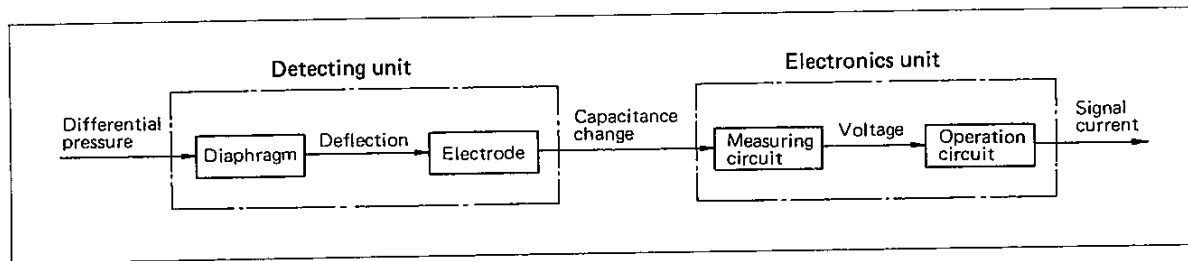 Detecting unit
Electronics unit
Differential
pressure
Diaphragm
Deflection
Electrode
Capacitance
change
Measuring
circuit
Voltage
Operation
circuit
Signal
current